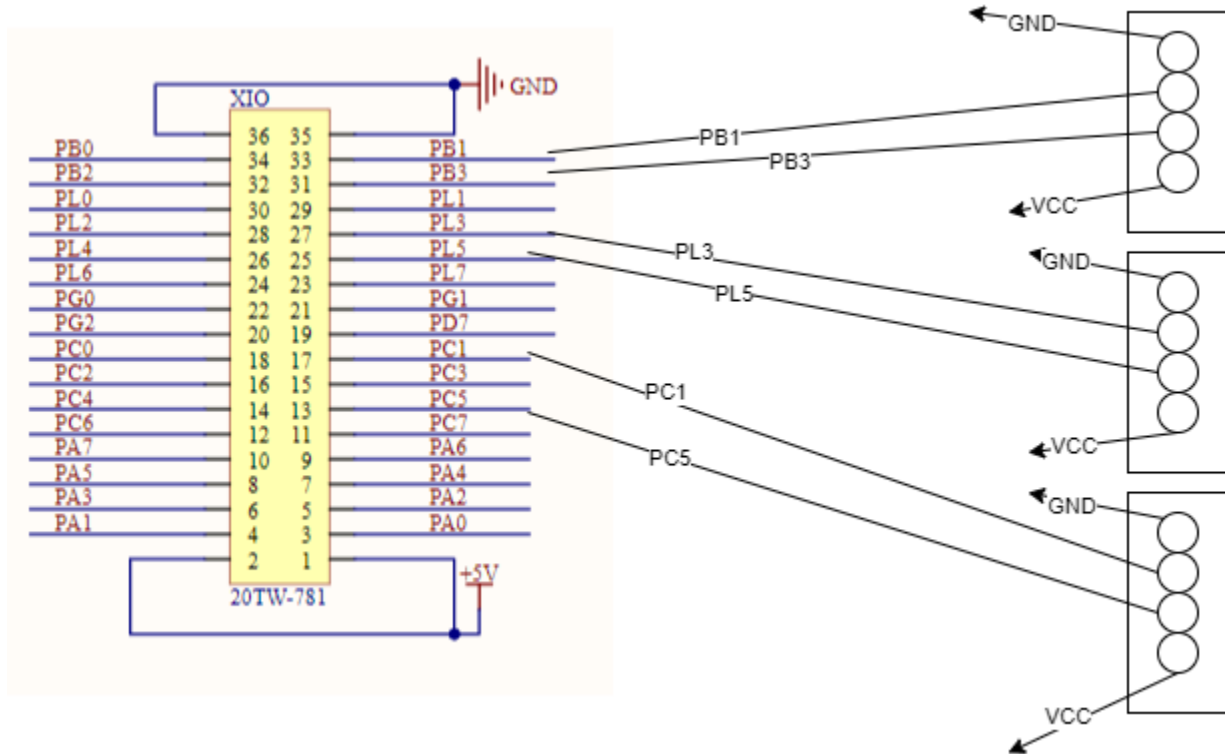 GND
XIO
GND
36 35
PB0 34 33 PB1
PB1
PB2 32 31 PB3
PB3
PL0 30 29 PL1
PL2 28 27 PL3
VCC
PL4 26 25 PL5
PL3
GND
PL6 24 23 PL7
PL5
PG0 22 21 PG1
PG2 20 19 PD7
PC0 18 17 PC1
PC2 16 15 PC3
PC1
PC4 14 13 PC5
PC6 12 11 PC7
VCC
PC5
PA7 10 9 PA6
PA5 8 7 PA4
GND
PA3 6 5 PA2
PA1 4 3 PA0
2 1
+5V
20TW-781
VCC